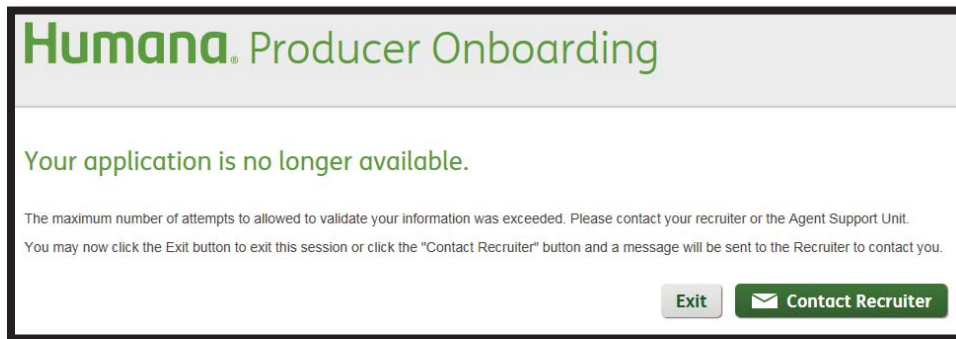 Humana® Producer Onboarding
Your application is no longer available.
The maximum number of attempts to allowed to validate your information was exceeded. Please contact your recruiter or the Agent Support Unit.
You may now click the Exit button to exit this session or click the "Contact Recruiter" button and a message will be sent to the Recruiter to contact you.
Exit Contact Recruiter